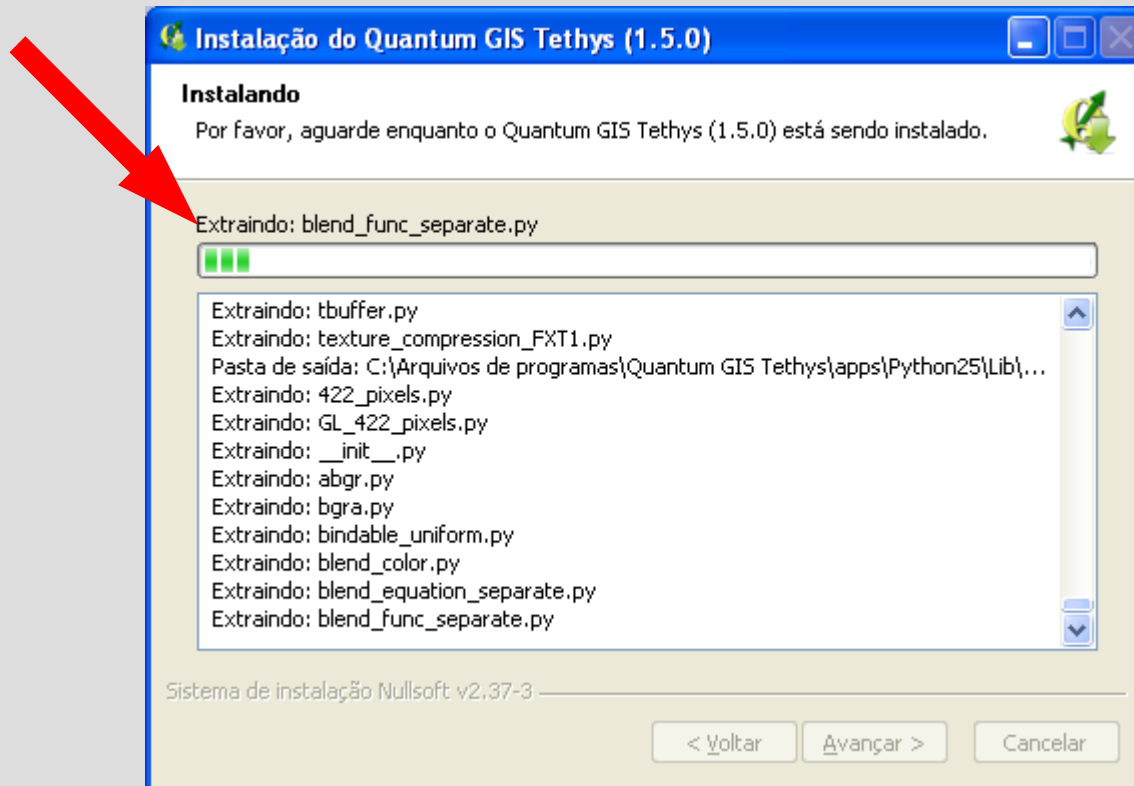 Instalação do Quantum GIS Tethys (1.5.0)
Instalando
Por favor, aguarde enquanto o Quantum GIS Tethys (1.5.0) está sendo instalado.
Extraindo: blend_func_separate.py
Extraindo: tbuffer.py
Extraindo: texture_compression_FXT1.py
Pasta de saída: C:\Arquivos de programas\Quantum GIS Tethys\apps\Python25\Lib\...
Extraindo: 422_pixels.py
Extraindo: GL_422_pixels.py
Extraindo: __init__.py
Extraindo: abgr.py
Extraindo: bgra.py
Extraindo: bindable_uniform.py
Extraindo: blend_color.py
Extraindo: blend_equation_separate.py
Extraindo: blend_func_separate.py
Sistema de instalação Nullsoft v2.37-3
< Voltar
Avançar >
Cancelar